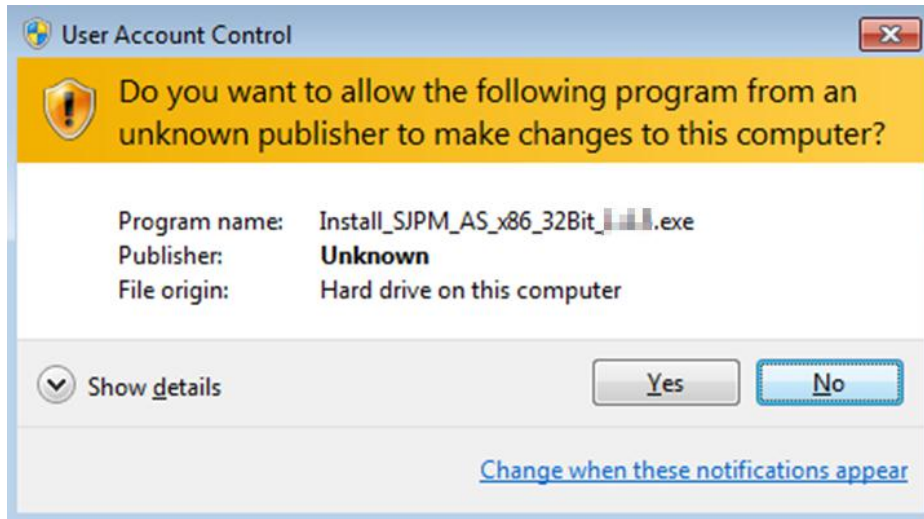 User Account Control
Do you want to allow the following program from an
unknown publisher to make changes to this computer?
Program name: Install_SJPM_AS_x86_32Bit_ .exe
Publisher: Unknown
File origin: Hard drive on this computer
Show details
Yes
No
Change when these notifications appear